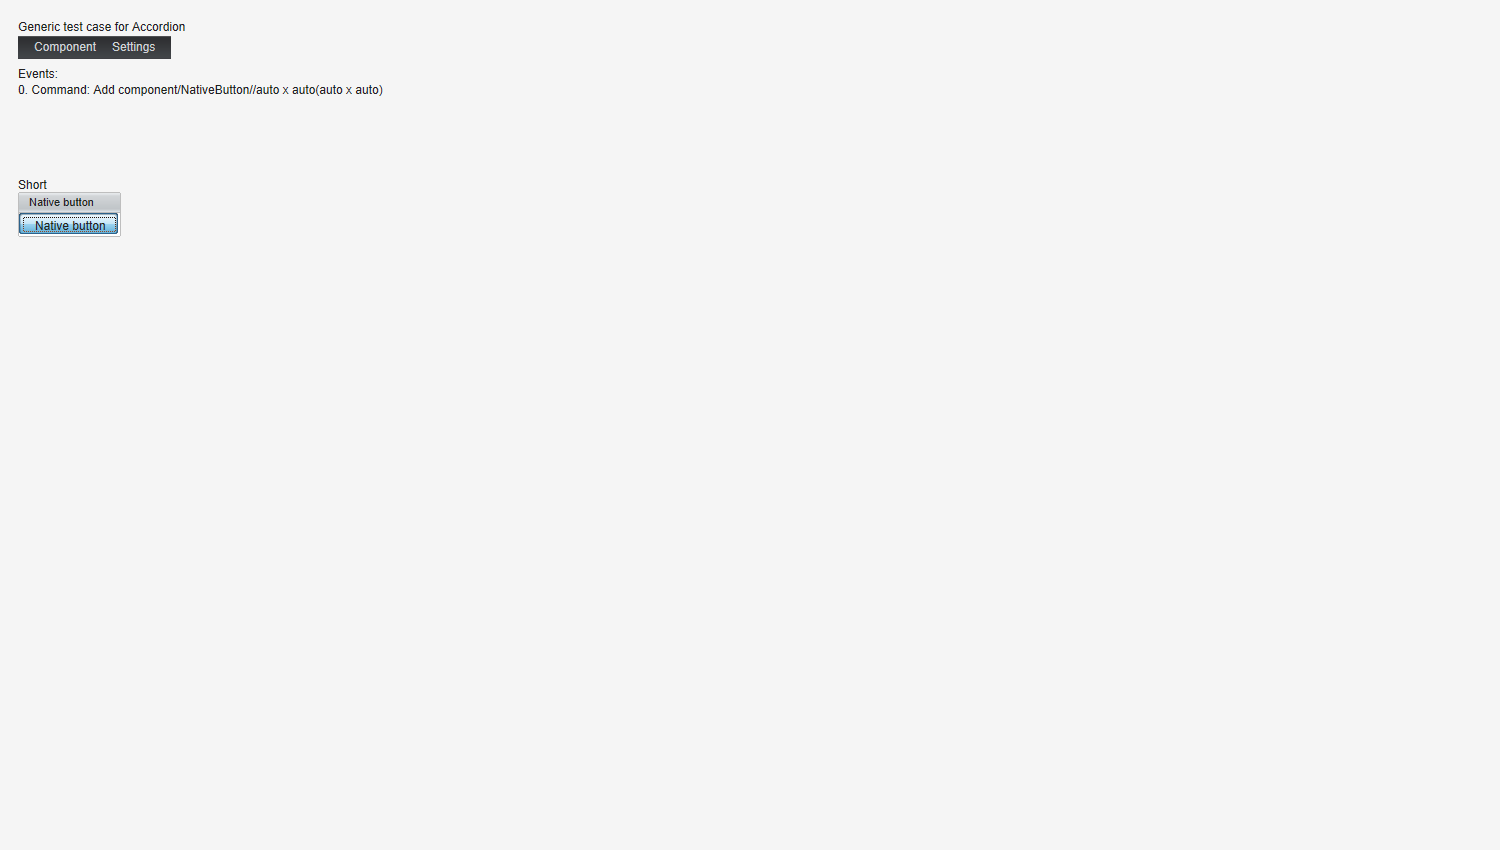 Generic test case for Accordion
Component Settings
Events:
0. Command: Add component/NativeButton//auto x auto(auto x auto)
Short
Native button
Native button